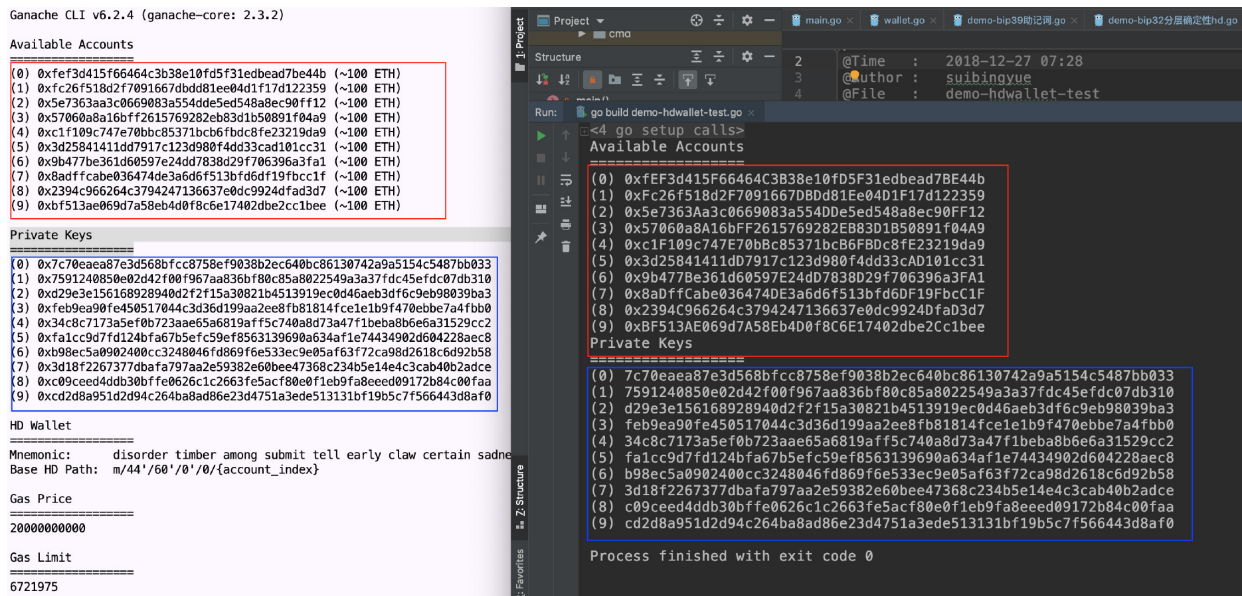 Ganache CLI v6.2.4 (ganache-core: 2.3.2)
Available Accounts
==================
(0) 0xfef3d415f66464c3b38e10fd5f31edbead7be44b (~100 ETH)
(1) 0xfc26f518d2f7091667dbdd81ee04d1f17d122359 (~100 ETH)
(2) 0x5e7363aa3c0669083a554dde5ed548a8ec90ff12 (~100 ETH)
(3) 0x57060a8a16bff2615769282eb83d1b50891f04a9 (~100 ETH)
(4) 0xc1f109c747e70bbc85371bcb6fbdc8fe23219da9 (~100 ETH)
(5) 0x3d25841411dd7917c123d980f4dd33cad101cc31 (~100 ETH)
(6) 0x9b477be361d60597e24dd7838d29f706396a3fa1 (~100 ETH)
(7) 0x8adffcabe036474de3a6d6f513bfd6df19fbcc1f (~100 ETH)
(8) 0x2394c966264c3794247136637e0dc9924dfad3d7 (~100 ETH)
(9) 0xbf513ae069d7a58eb4d0f8c6e17402dbe2cc1bee (~100 ETH)
Private Keys
==================
(0) 0x7c70eaea87e3d568bfcc8758ef9038b2ec640bc86130742a9a5154c5487bb033
(1) 0x7591240850e02d42f00f967aa836bf80c85a8022549a3a37fdc45efdc07db310
(2) 0xd29e3e156168928940d2f2f15a30821b4513919ec0d46aeb3df6c9eb98039ba3
(3) 0xfeb9ea90fe450517044c3d36d199aa2ee8fb81814fce1e1b9f470ebbe7a4fbb0
(4) 0x34c8c7173a5ef0b723aae65a6819aff5c740a8d73a47f1beba8b6e6a31529cc2
(5) 0xfa1cc9d7fd124bfa67b5efc59ef8563139690a634af1e74434902d604228aec8
(6) 0xb98ec5a0902400cc3248046fd869f6e533ec9e05af63f72ca98d2618c6d92b58
(7) 0x3d18f2267377dbafa797aa2e59382e60bee47368c234b5e14e4c3cab40b2adce
(8) 0xc09ceed4ddb30bffe0626c1c2663fe5acf80e0f1eb9fa8eeed09172b84c00faa
(9) 0xcd2d8a951d2d94c264ba8ad86e23d4751a3ede513131bf19b5c7f566443d8af0
HD Wallet
==================
Mnemonic:      disorder timber among submit tell early claw certain sadne
Base HD Path:  m/44'/60'/0'/0/{account_index}
Gas Price
==================
20000000000
Gas Limit
==================
6721975
1: Project
Project
main.go
wallet.go
demo-bip39助记词.go
demo-bip32分层确定性hd.go
cmd
Structure
main()
2 @Time   :   2018-12-27 07:28
3 @author :   suibingyue
4 @File   :   demo-hdwallet-test
Run: go build demo-hdwallet-test.go
<4 go setup calls>
Available Accounts
==================
(0) 0xfEF3d415F66464C3B38e10fD5F31edbead7BE44b
(1) 0xFc26f518d2F7091667DBDd81Ee04D1F17d122359
(2) 0x5e7363Aa3c0669083a554DDe5ed548a8ec90FF12
(3) 0x57060a8A16bFF2615769282EB83D1B50891f04A9
(4) 0xc1F109c747E70bBc85371bcB6FBDc8fE23219da9
(5) 0x3d25841411dD7917c123d980f4dd33cAD101cc31
(6) 0x9b477Be361d60597E24dD7838D29f706396a3FA1
(7) 0x8aDffCabe036474DE3a6d6f513bfd6DF19FbcC1F
(8) 0x2394C966264c3794247136637e0dc9924DfaD3d7
(9) 0xBF513AE069d7A58Eb4D0f8C6E17402dbe2Cc1bee
Private Keys
==================
(0) 7c70eaea87e3d568bfcc8758ef9038b2ec640bc86130742a9a5154c5487bb033
(1) 7591240850e02d42f00f967aa836bf80c85a8022549a3a37fdc45efdc07db310
(2) d29e3e156168928940d2f2f15a30821b4513919ec0d46aeb3df6c9eb98039ba3
(3) feb9ea90fe450517044c3d36d199aa2ee8fb81814fce1e1b9f470ebbe7a4fbb0
(4) 34c8c7173a5ef0b723aae65a6819aff5c740a8d73a47f1beba8b6e6a31529cc2
(5) fa1cc9d7fd124bfa67b5efc59ef8563139690a634af1e74434902d604228aec8
(6) b98ec5a0902400cc3248046fd869f6e533ec9e05af63f72ca98d2618c6d92b58
(7) 3d18f2267377dbafa797aa2e59382e60bee47368c234b5e14e4c3cab40b2adce
(8) c09ceed4ddb30bffe0626c1c2663fe5acf80e0f1eb9fa8eeed09172b84c00faa
(9) cd2d8a951d2d94c264ba8ad86e23d4751a3ede513131bf19b5c7f566443d8af0
Process finished with exit code 0
Z: Structure
Favorites